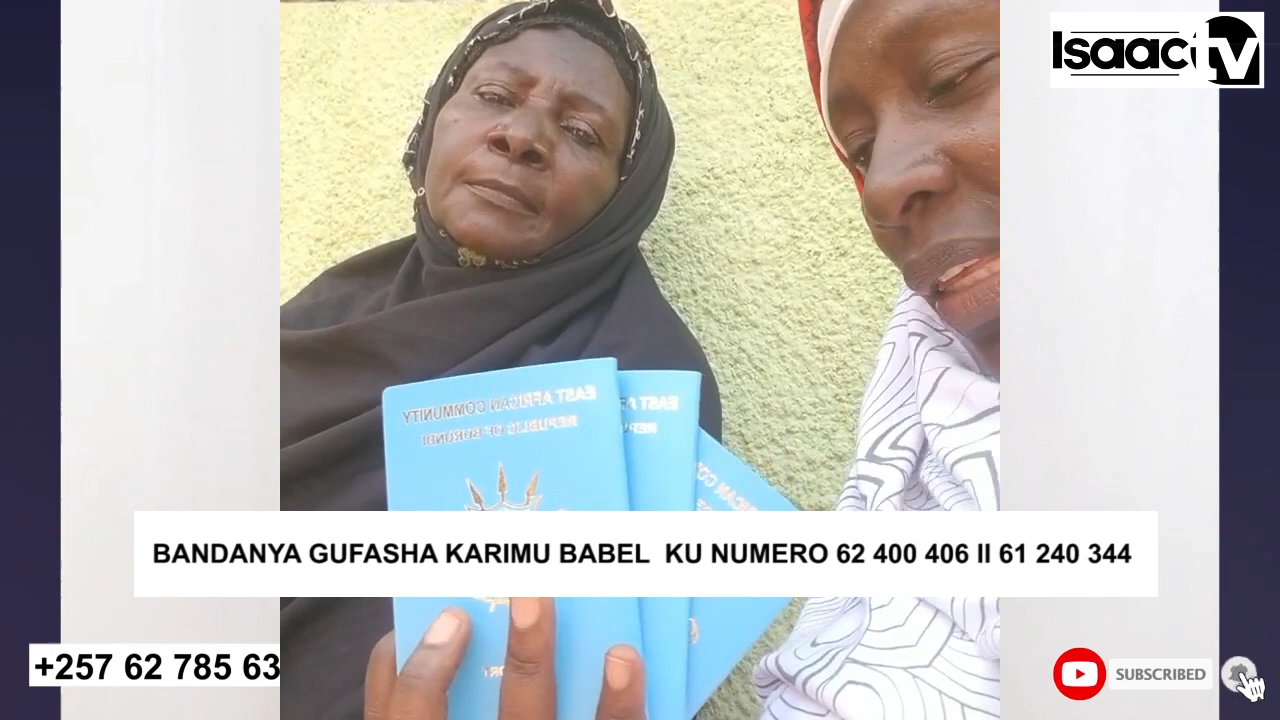 Isaac tv
EAST AFRICAN COMMUNITY
REPUBLIC OF BURUNDI
EAST
BANDANYA GUFASHA KARIMU BABEL KU NUMERO 62 400 406 II 61 240 344
+257 62 785 63
SUBSCRIBED